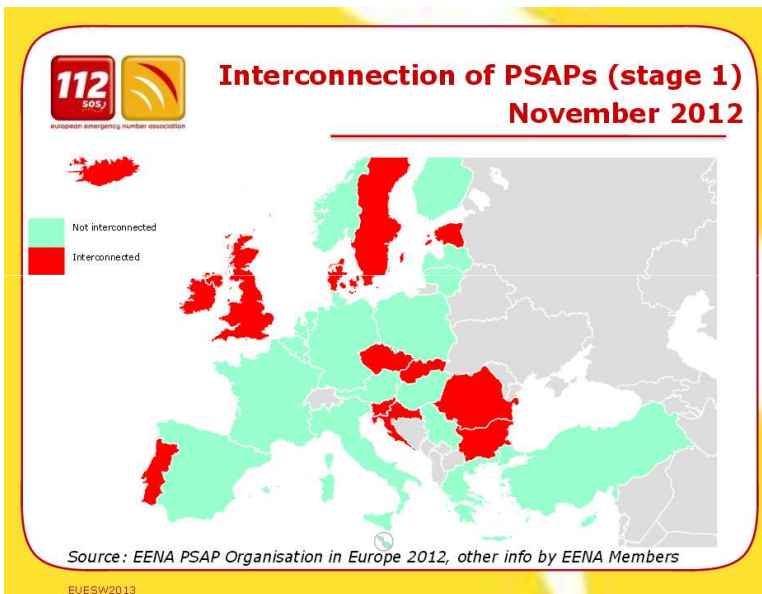 Interconnection of PSAPs (stage 1)
November 2012
112
SOS
european emergency number association
Not interconnected
Interconnected
Source: EENA PSAP Organisation in Europe 2012, other info by EENA Members
EUESW2013